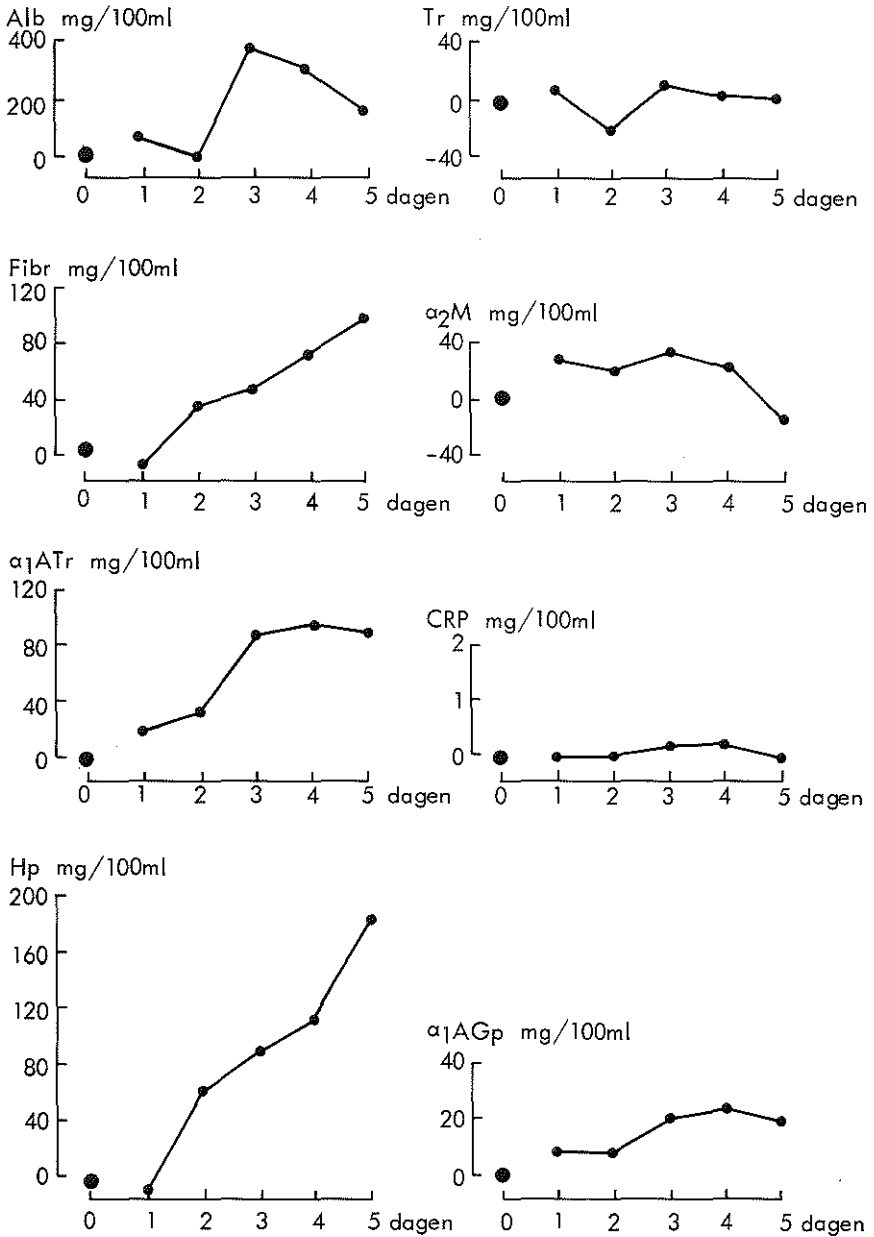 Alb mg/100ml
400
200
0
0 1 2 3 4 5 dagen
Tr mg/100ml
40
0
-40
0 1 2 3 4 5 dagen
Fibr mg/100ml
120
80
40
0
0 1 2 3 4 5 dagen
α₂M mg/100ml
40
0
-40
0 1 2 3 4 5 dagen
α₁ATr mg/100ml
120
80
40
0
0 1 2 3 4 5 dagen
CRP mg/100ml
2
1
0
0 1 2 3 4 5 dagen
Hp mg/100ml
200
160
120
80
40
0
0 1 2 3 4 5 dagen
α₁AGp mg/100ml
40
20
0
0 1 2 3 4 5 dagen